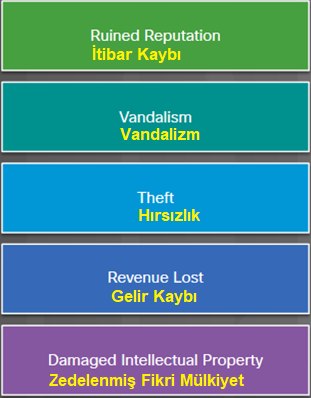 Ruined Reputation
İtibar Kaybı
Vandalism
Vandalizm
Theft
Hırsızlık
Revenue Lost
Gelir Kaybı
Damaged Intellectual Property
Zedelenmiş Fikri Mülkiyet